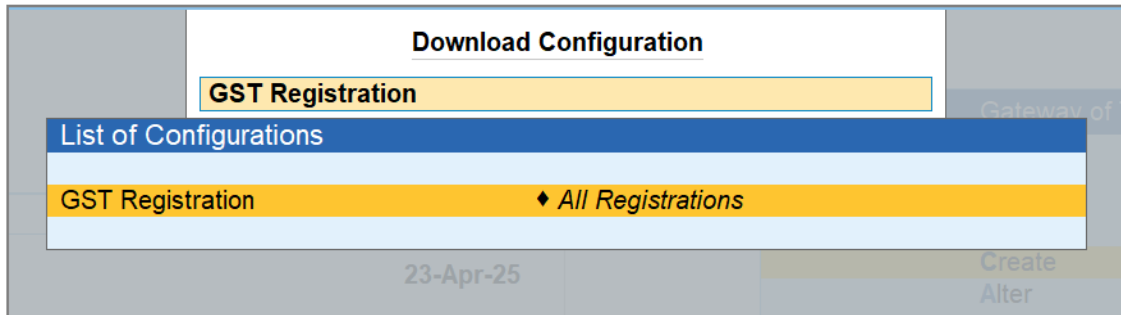 Download Configuration
GST Registration
Gateway of
List of Configurations
GST Registration ♦ All Registrations
23-Apr-25
Create
Alter